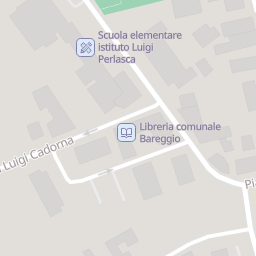 Scuola elementare
istituto Luigi
Perlasca
Libreria comunale
Bareggio
Luigi Cadorna